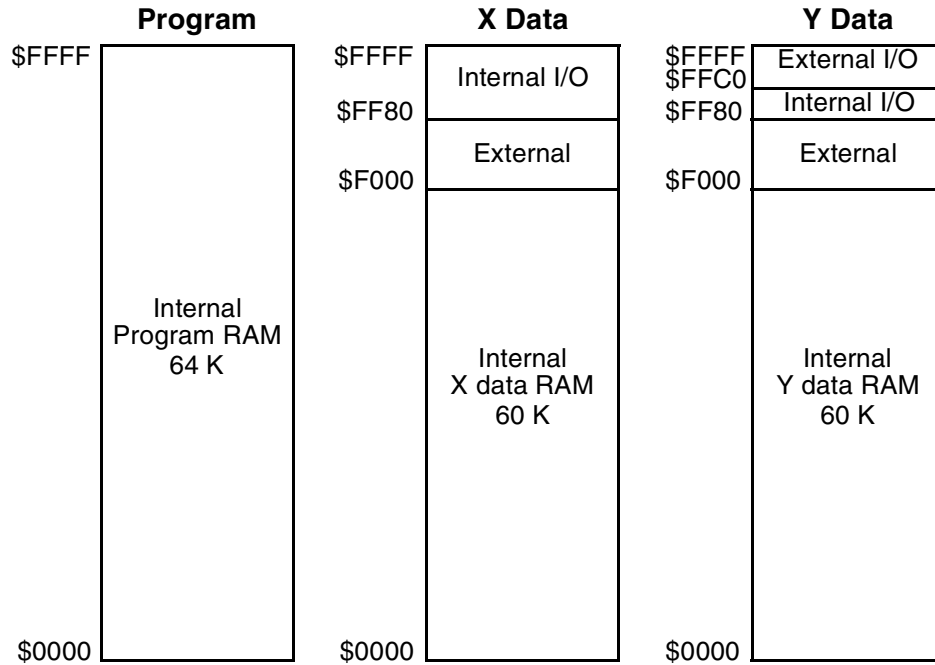 Program
$FFFF
Internal
Program RAM
64 K
$0000
X Data
$FFFF
Internal I/O
$FF80
External
$F000
Internal
X data RAM
60 K
$0000
Y Data
$FFFF
External I/O
$FFC0
Internal I/O
$FF80
External
$F000
Internal
Y data RAM
60 K
$0000